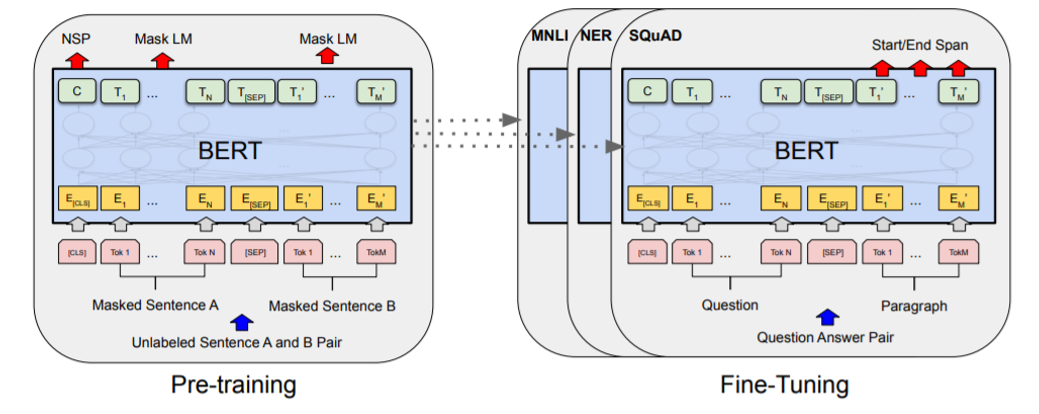 NSP Mask LM Mask LM
C T1 ... TN T[SEP] T1' ... TM'
BERT
E[CLS] E1 ... EN E[SEP] E1' ... EM'
[CLS] Tok 1 ... Tok N [SEP] Tok 1 ... TokM
Masked Sentence A Masked Sentence B
Unlabeled Sentence A and B Pair
Pre-training
MNLI NER SQuAD
Start/End Span
C T1 ... TN T[SEP] T1' ... TM'
BERT
E[CLS] E1 ... EN E[SEP] E1' ... EM'
[CLS] Tok 1 ... Tok N [SEP] Tok 1 ... TokM
Question Paragraph
Question Answer Pair
Fine-Tuning